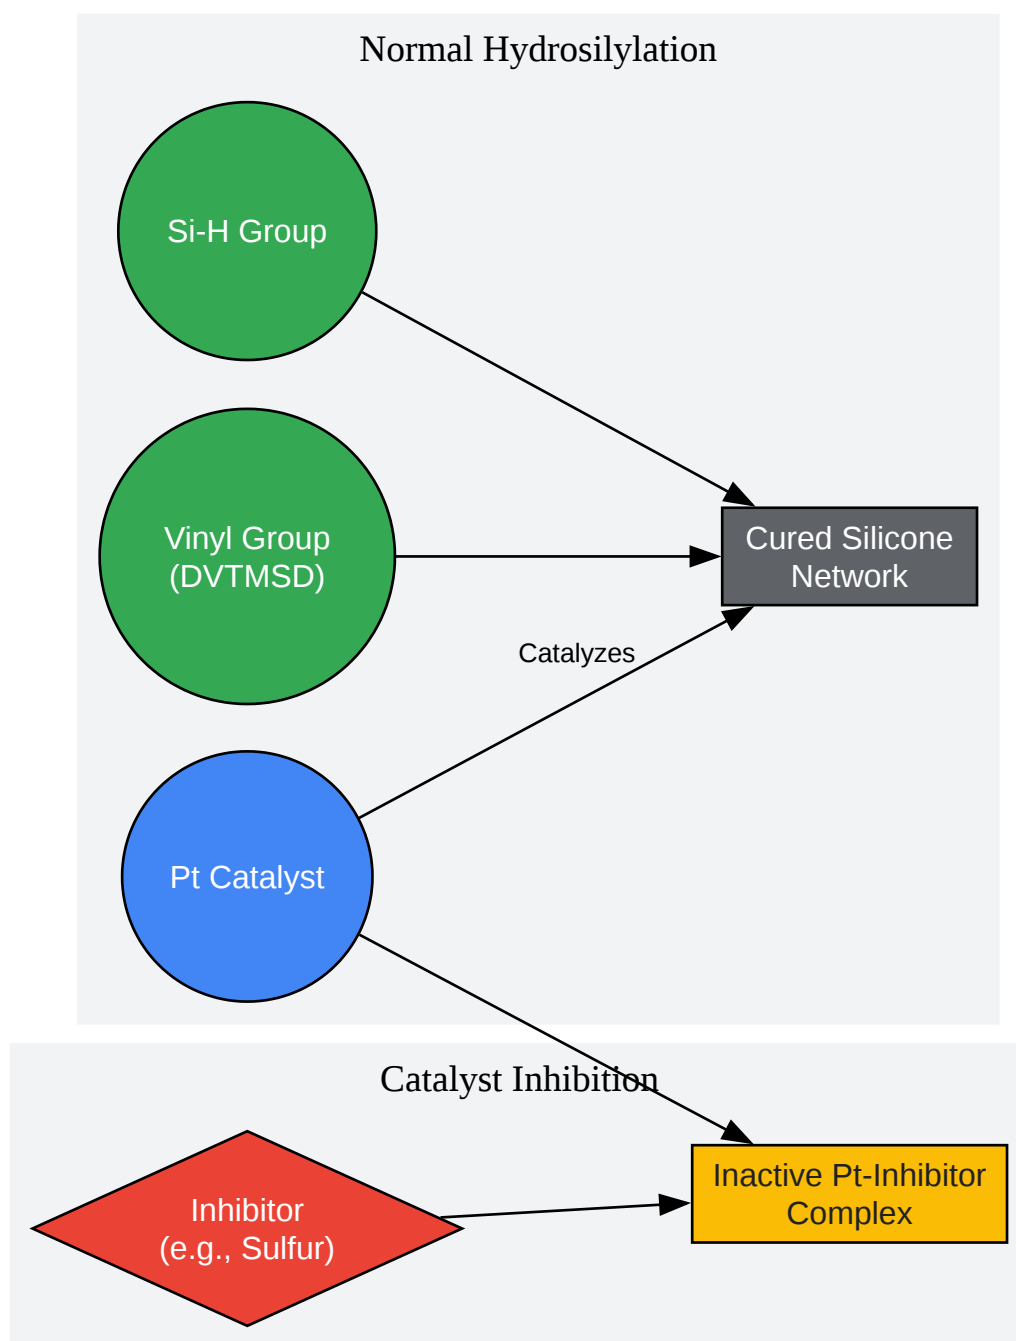 Normal Hydrosilylation
Si-H Group
Vinyl Group
(DVTMSD)
Cured Silicone
Network
Catalyzes
Pt Catalyst
Catalyst Inhibition
Inhibitor
(e.g., Sulfur)
Inactive Pt-Inhibitor
Complex